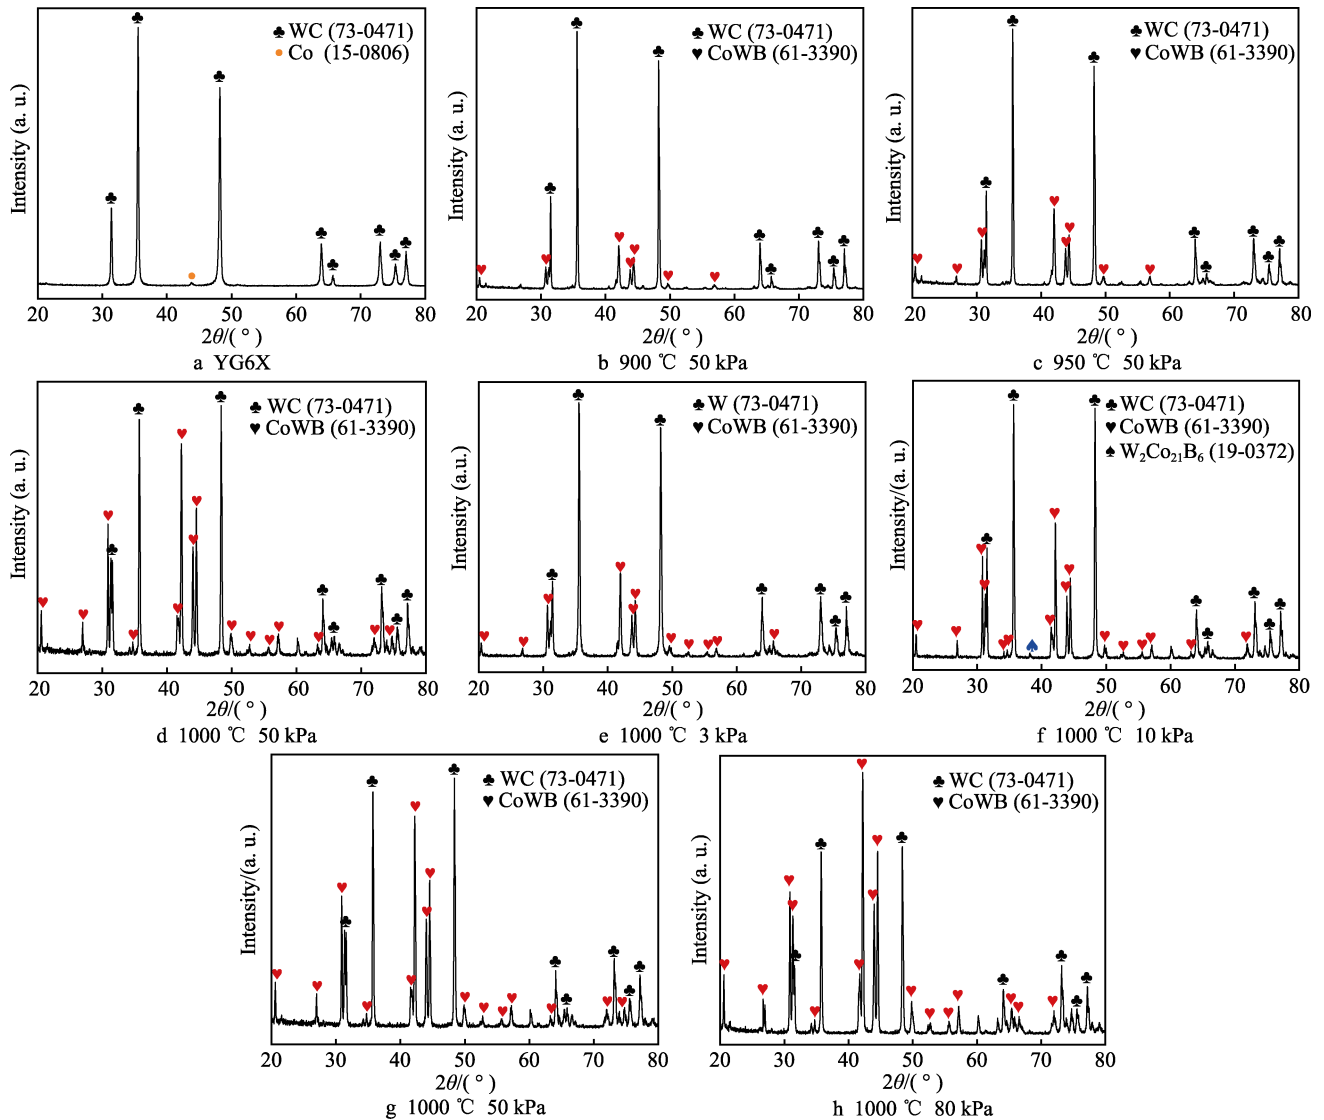 Intensity (a. u.)
♣ WC (73-0471)
● Co (15-0806)
20 30 40 50 60 70 80
2θ/( ° )
a YG6X
Intensity (a. u.)
♣ WC (73-0471)
♥ CoWB (61-3390)
20 30 40 50 60 70 80
2θ/( ° )
b 900 ℃ 50 kPa
Intensity (a. u.)
♣ WC (73-0471)
♥ CoWB (61-3390)
20 30 40 50 60 70 80
2θ/( ° )
c 950 ℃ 50 kPa
Intensity (a. u.)
♣ WC (73-0471)
♥ CoWB (61-3390)
20 30 40 50 60 70 80
2θ/( ° )
d 1000 ℃ 50 kPa
Intensity (a.u.)
♣ W (73-0471)
♥ CoWB (61-3390)
20 30 40 50 60 70 80
2θ/( ° )
e 1000 ℃ 3 kPa
Intensity/(a. u.)
♣ WC (73-0471)
♥ CoWB (61-3390)
♠ W₂Co₂₁B₆ (19-0372)
20 30 40 50 60 70 80
2θ/( ° )
f 1000 ℃ 10 kPa
Intensity/(a. u.)
♣ WC (73-0471)
♥ CoWB (61-3390)
20 30 40 50 60 70 80
2θ/( ° )
g 1000 ℃ 50 kPa
Intensity (a. u.)
♣ WC (73-0471)
♥ CoWB (61-3390)
20 30 40 50 60 70 80
2θ/( ° )
h 1000 ℃ 80 kPa